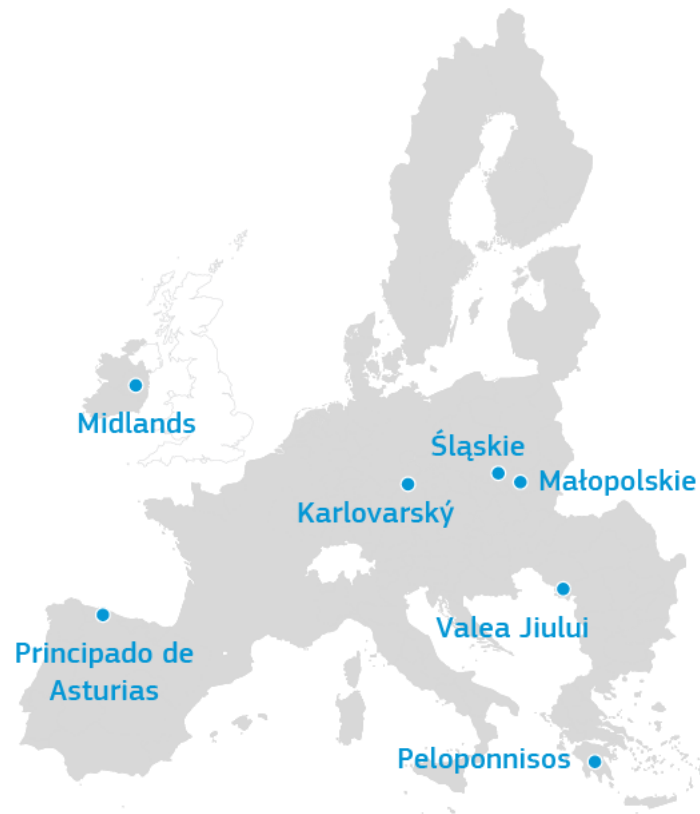 Midlands
Śląskie
Małopolskie
Karlovarský
Valea Jiului
Principado de
Asturias
Peloponnisos